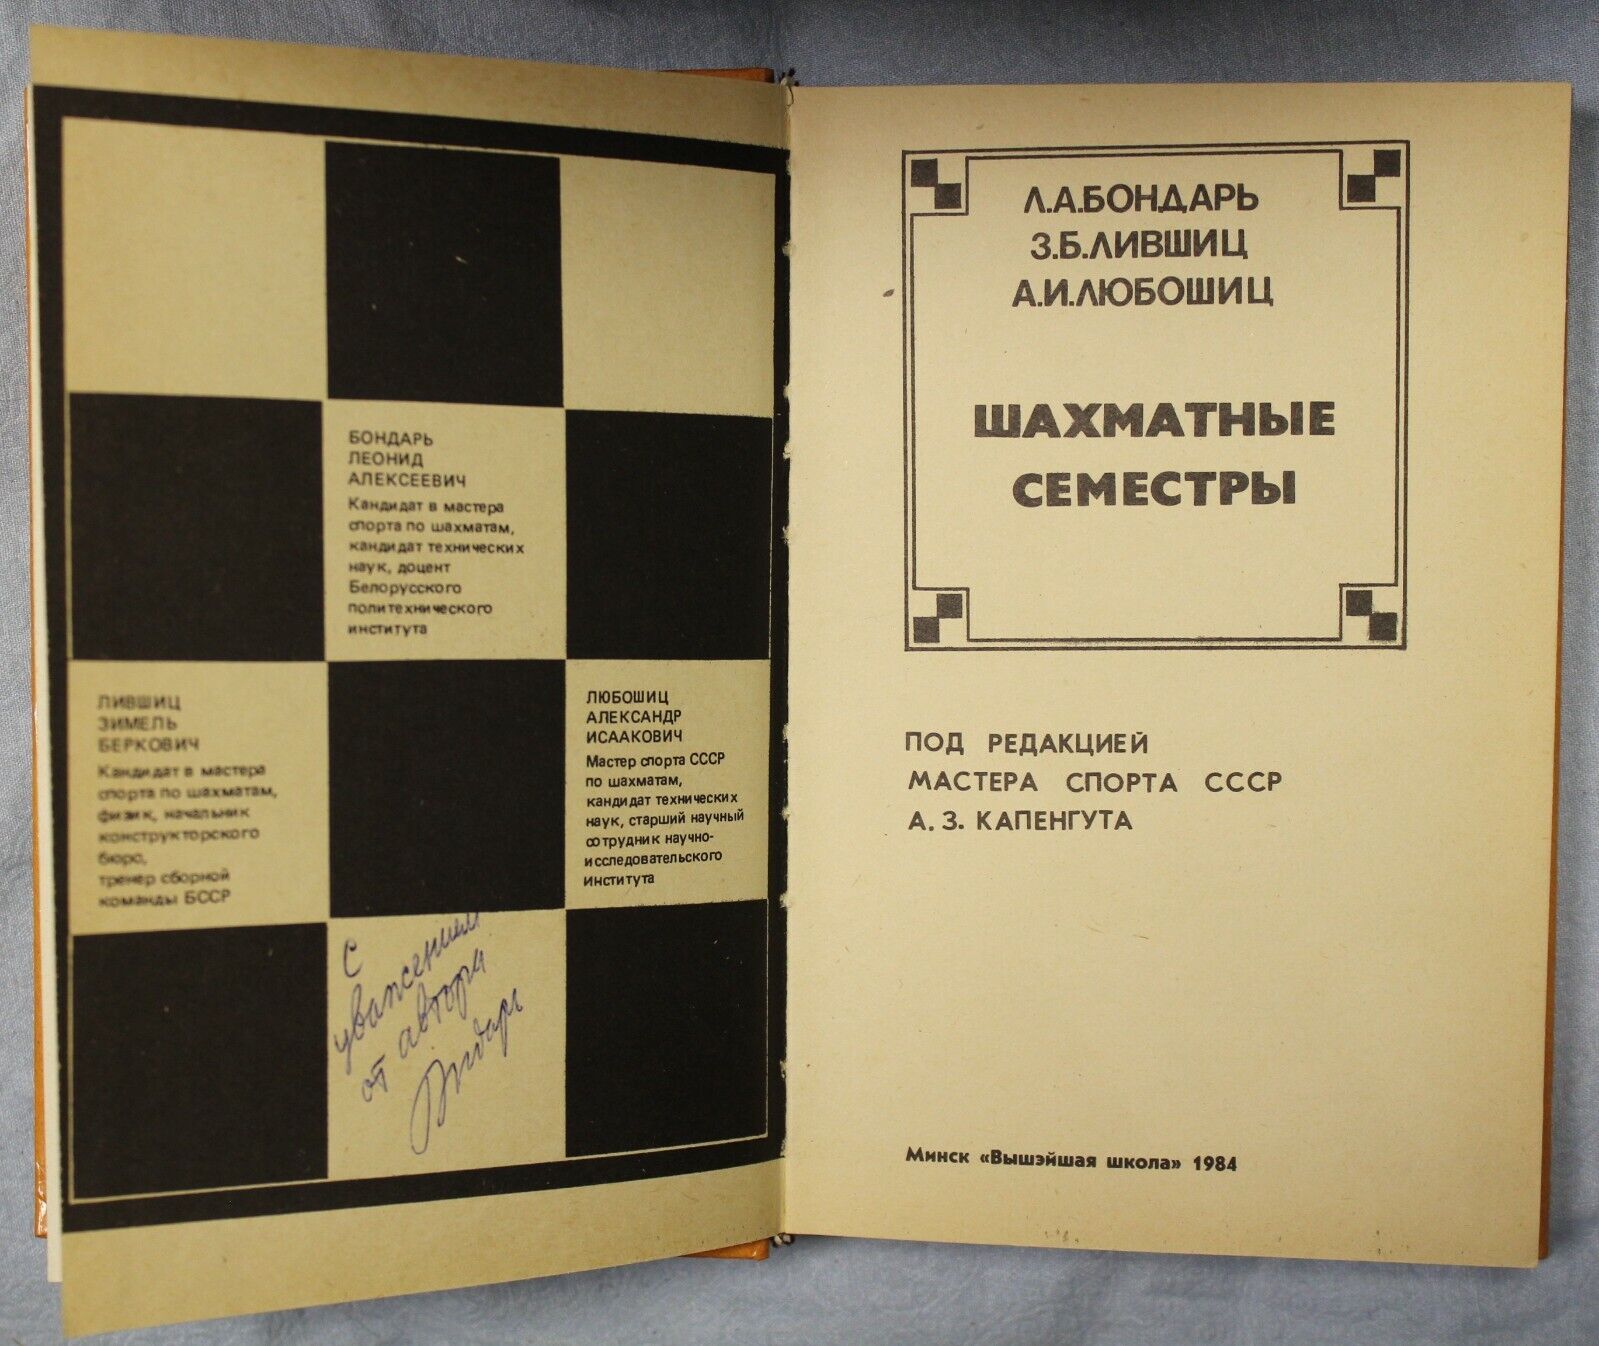 БОНДАРЬ
ЛЕОНИД
АЛЕКСЕЕВИЧ
Кандидат в мастера
спорта по шахматам,
кандидат технических
наук, доцент
Белорусского
политехнического
института
ЛИВШИЦ
ЗИМЕЛЬ
БЕРКОВИЧ
Кандидат в мастера
спорта по шахматам,
физик, начальник
конструкторского
бюро,
тренер сборной
команды БССР
ЛЮБОШИЦ
АЛЕКСАНДР
ИСААКОВИЧ
Мастер спорта СССР
по шахматам,
кандидат технических
наук, старший научный
сотрудник научно-
исследовательского
института
С
уважением
от автора
Бондарь
Л.А.БОНДАРЬ
З.Б.ЛИВШИЦ
А.И.ЛЮБОШИЦ
ШАХМАТНЫЕ
СЕМЕСТРЫ
ПОД РЕДАКЦИЕЙ
МАСТЕРА СПОРТА СССР
А. З. КАПЕНГУТА
Минск «Вышэйшая школа» 1984